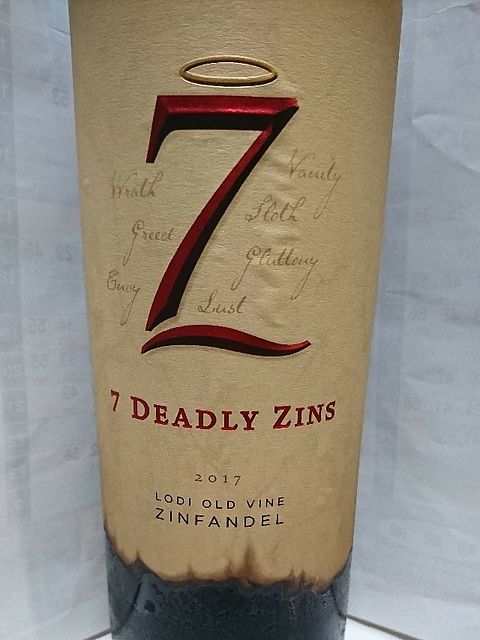 7
Wrath
Vanity
Sloth
Greed
Gluttony
Envy
Lust
7 DEADLY ZINS
2017
LODI OLD VINE
ZINFANDEL